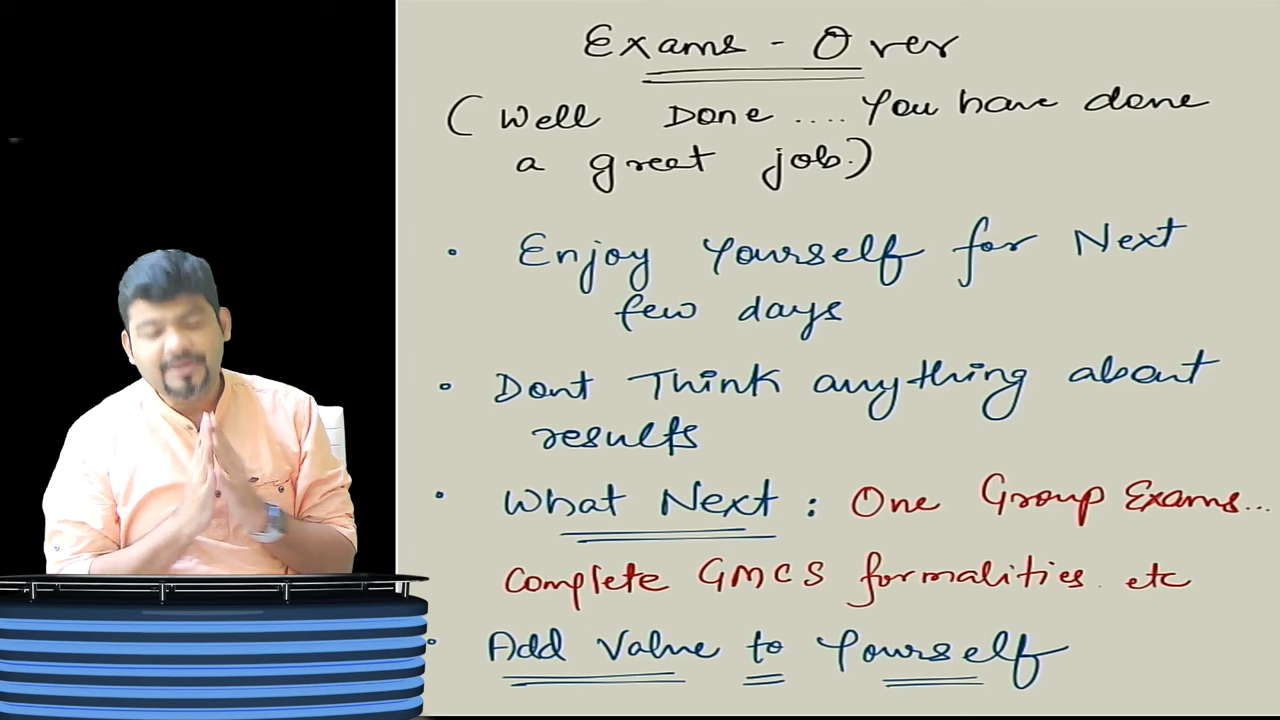 Exams - Over
(Well Done .... You have done
a great job.)
• Enjoy Yourself for Next
few days
• Dont Think anything about
results
• What Next : One Group Exams...
Complete GMCS formalities. etc
• Add Value to Yourself